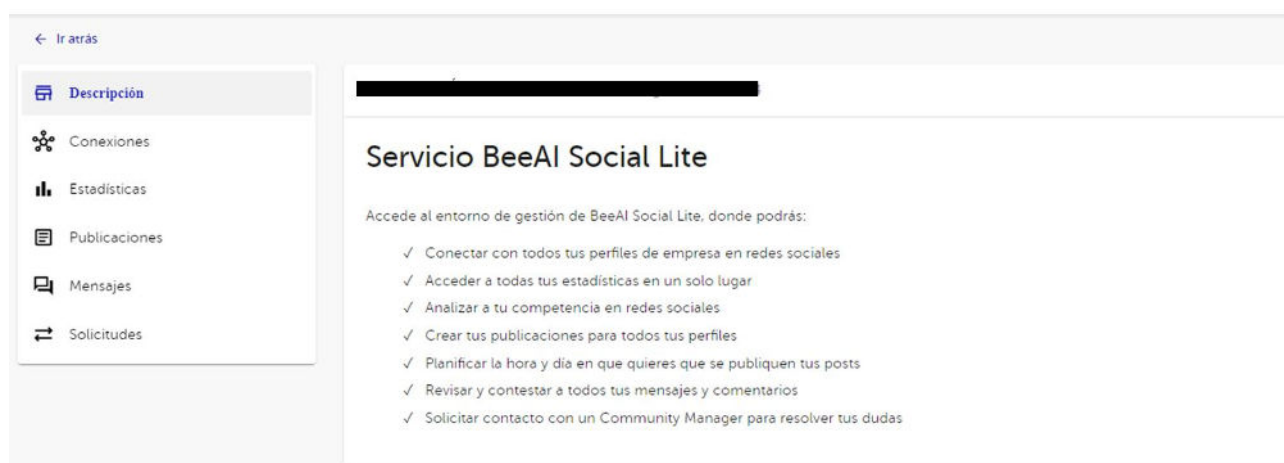 ← Ir atrás
Descripción
Conexiones
Estadísticas
Publicaciones
Mensajes
Solicitudes
Servicio BeeAI Social Lite
Accede al entorno de gestión de BeeAI Social Lite, donde podrás:
✓ Conectar con todos tus perfiles de empresa en redes sociales
✓ Acceder a todas tus estadísticas en un solo lugar
✓ Analizar a tu competencia en redes sociales
✓ Crear tus publicaciones para todos tus perfiles
✓ Planificar la hora y día en que quieres que se publiquen tus posts
✓ Revisar y contestar a todos tus mensajes y comentarios
✓ Solicitar contacto con un Community Manager para resolver tus dudas